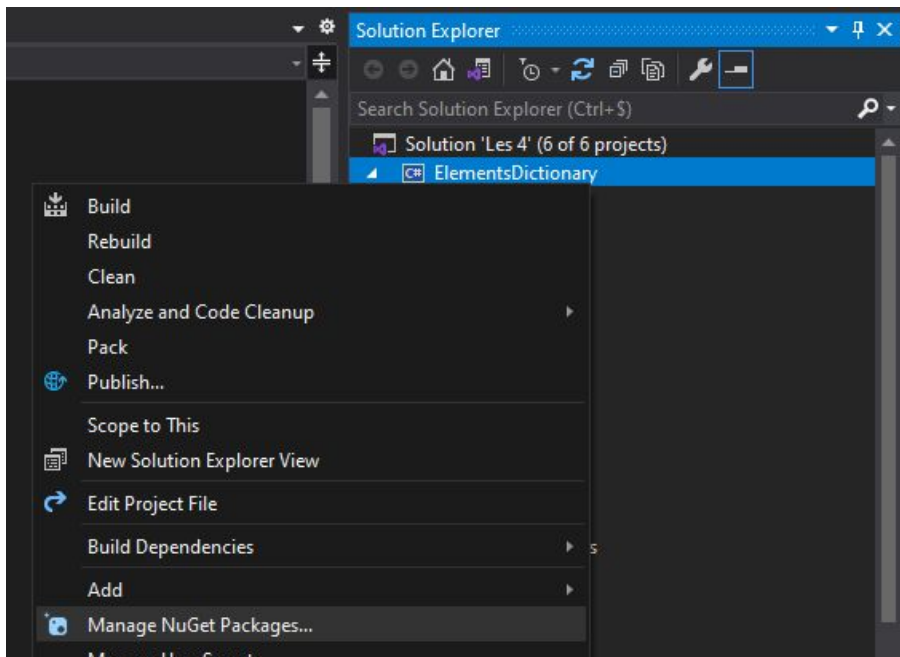 Solution Explorer
Search Solution Explorer (Ctrl+$)
Solution 'Les 4' (6 of 6 projects)
C# ElementsDictionary
Build
Rebuild
Clean
Analyze and Code Cleanup
Pack
Publish...
Scope to This
New Solution Explorer View
Edit Project File
Build Dependencies
s
Add
Manage NuGet Packages...